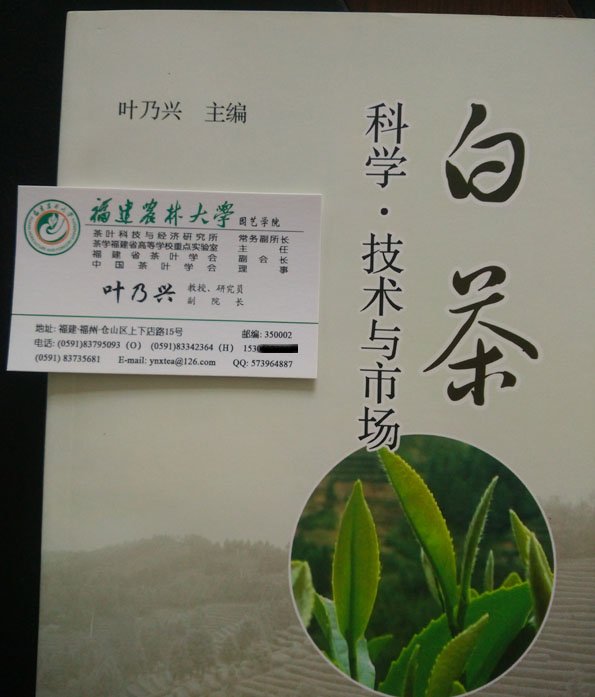 叶乃兴 主编
白茶
科学·技术与市场
福建農林大學 园艺学院
茶叶科技与经济研究所 常务副所长
茶学福建省高等学校重点实验室 主任
福建省茶叶学会 副会长
中国茶叶学会 理事
叶乃兴 教授、研究员
副院长
地址: 福建·福州·仓山区上下店路15号 邮编: 350002
电话: (0591)83795093 (O) (0591)83342364 (H) 153
(0591) 83735681 E-mail: ynxtea@126.com QQ: 573964887